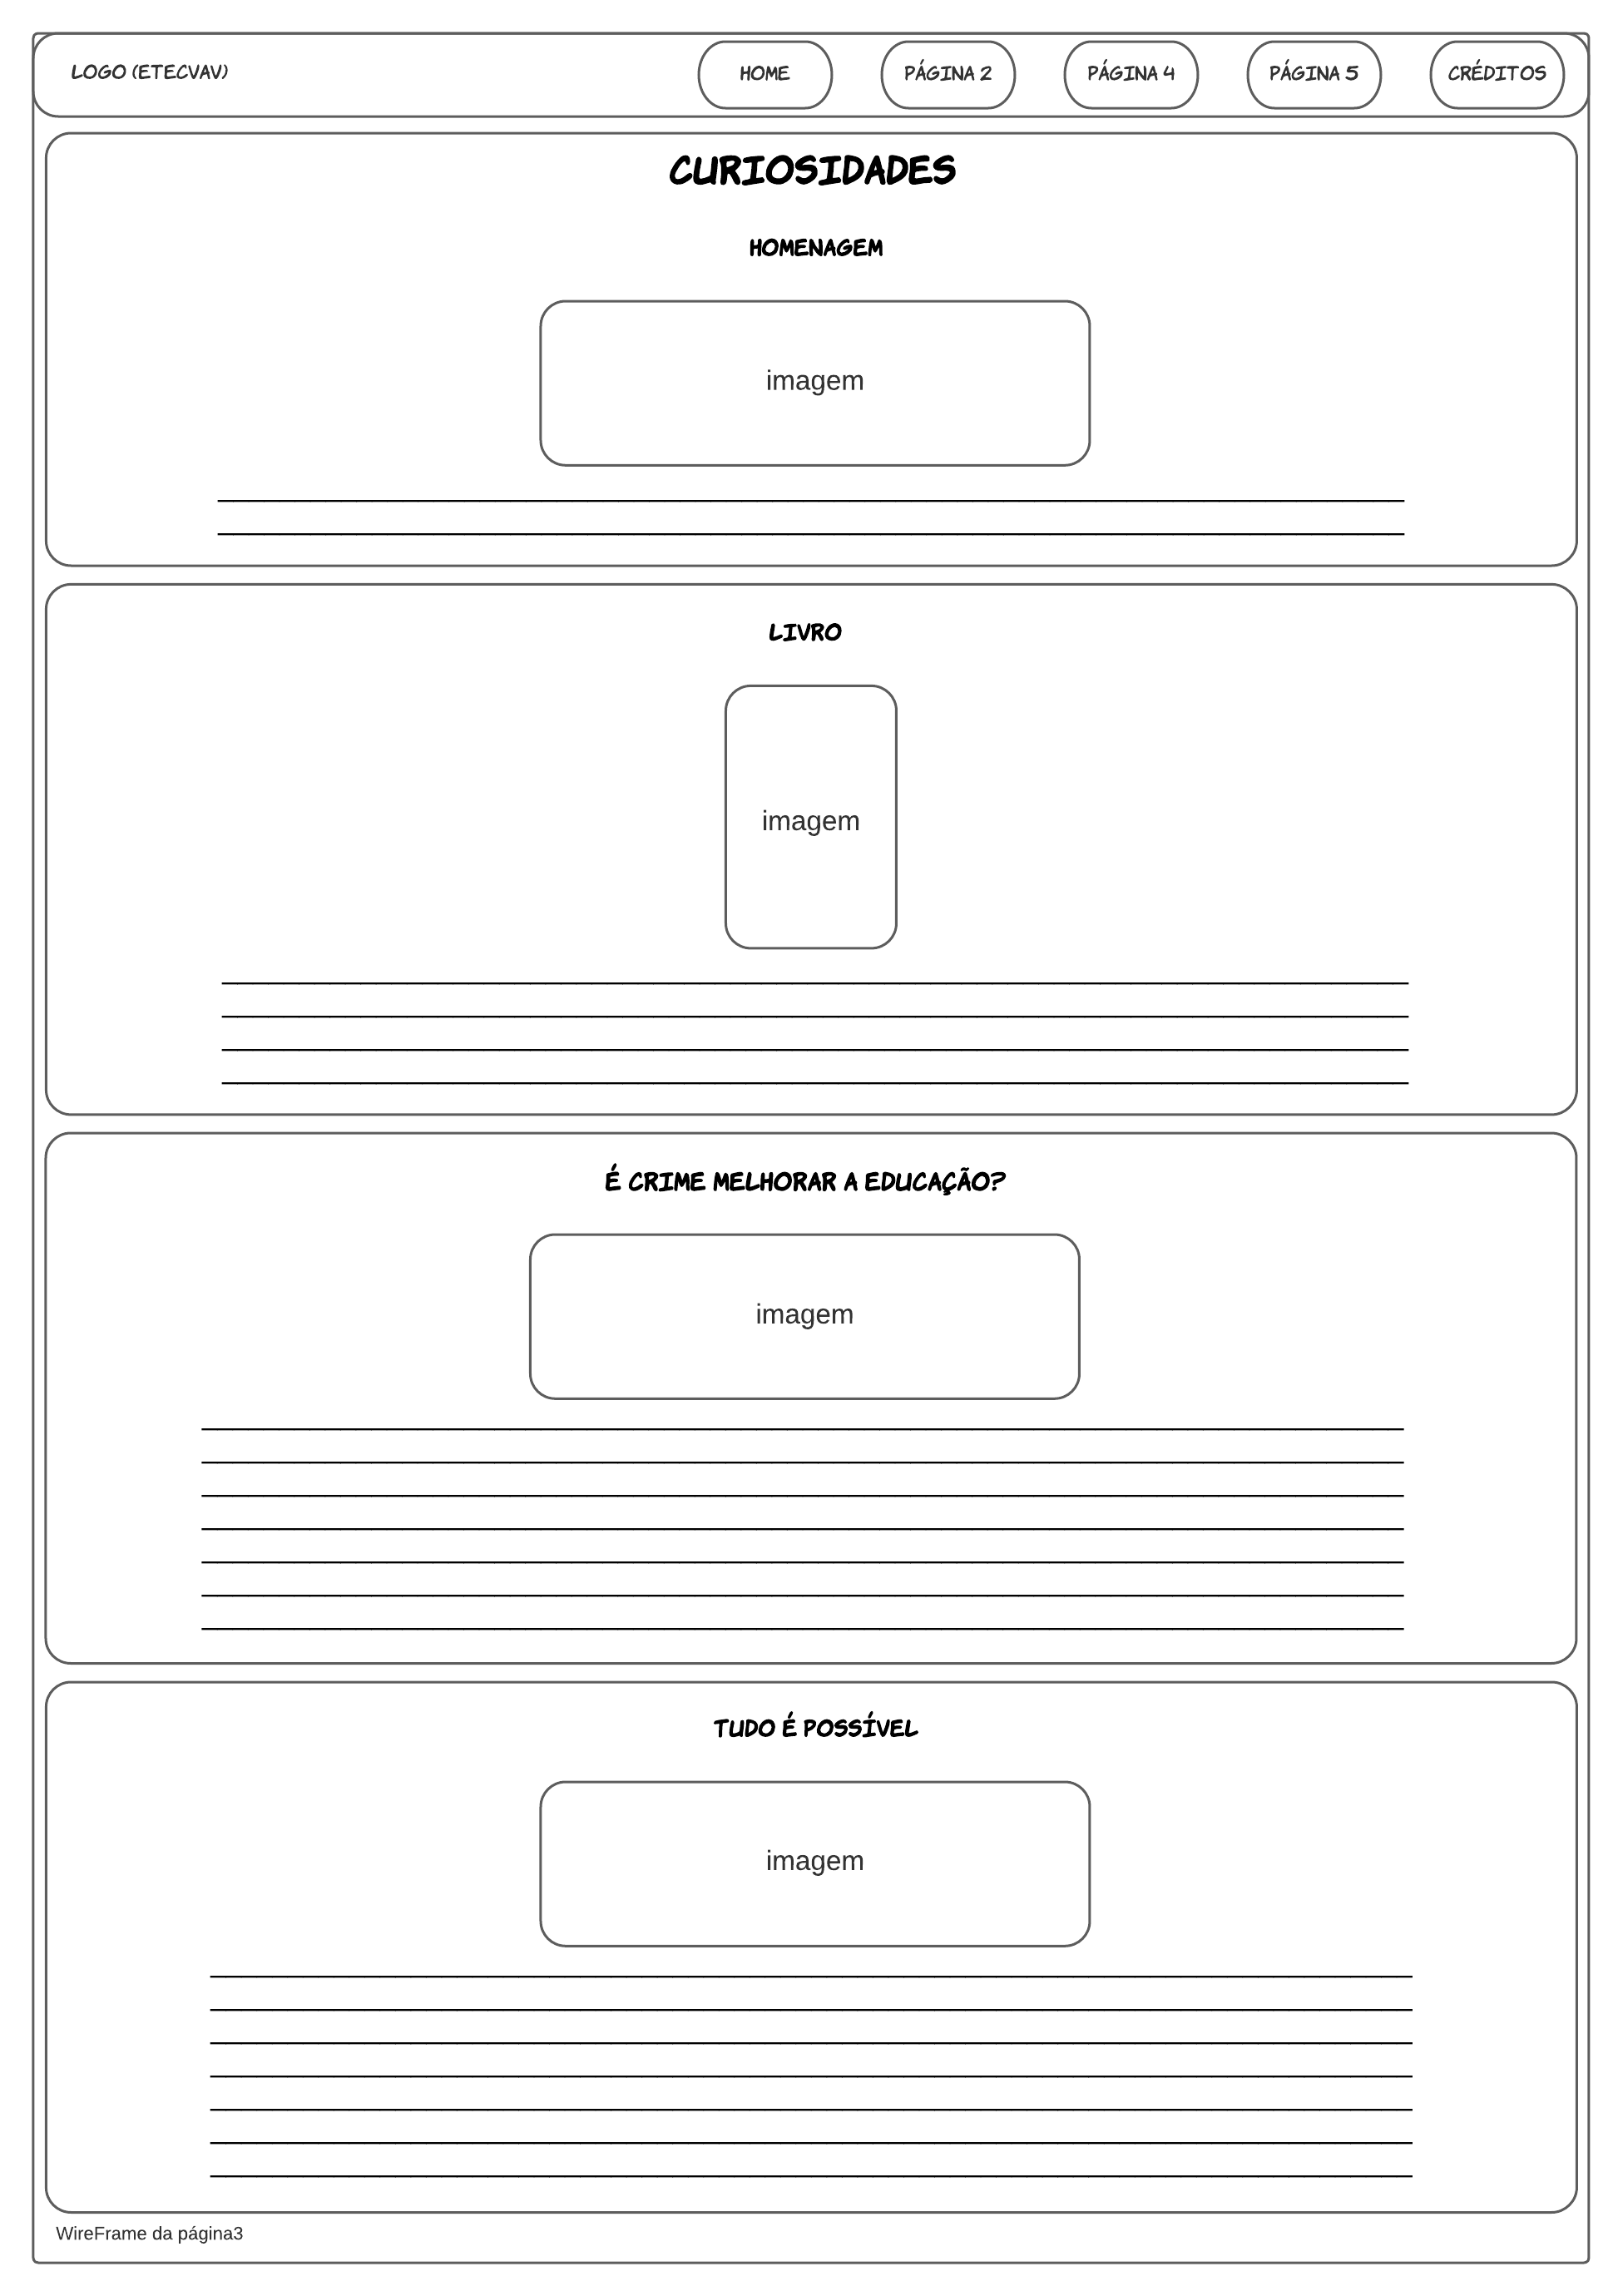 LOGO (ETECVAV)
HOME
PÁGINA 2
PÁGINA 4
PÁGINA 5
CRÉDITOS
CURIOSIDADES
HOMENAGEM
imagem
LIVRO
imagem
É CRIME MELHORAR A EDUCAÇÃO?
imagem
TUDO É POSSÍVEL
imagem
WireFrame da página3